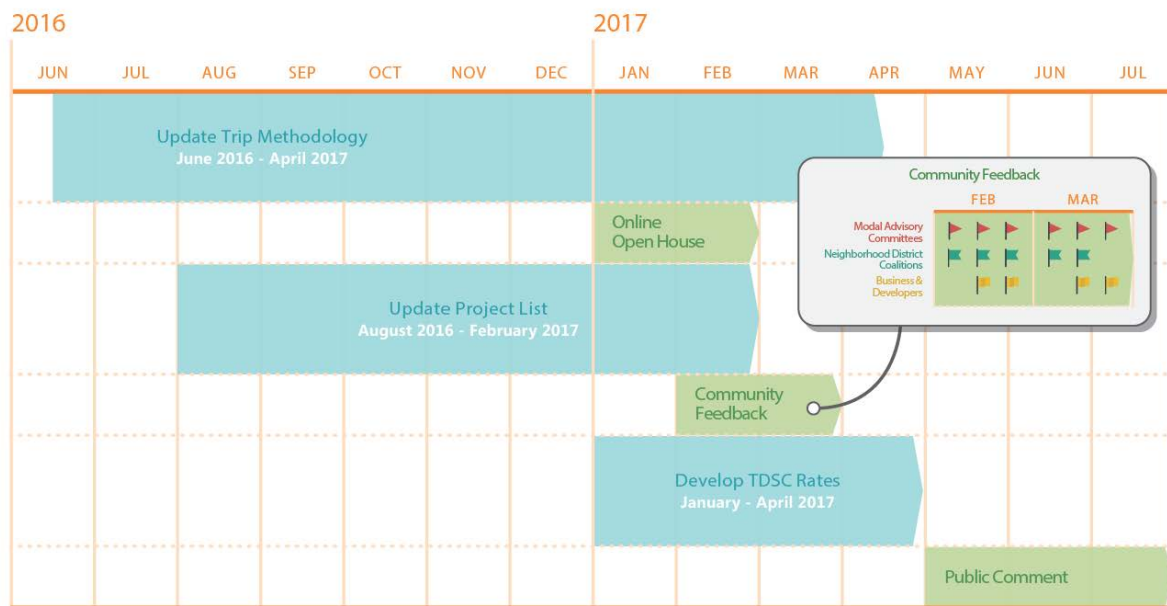 2016
2017
JUN JUL AUG SEP OCT NOV DEC JAN FEB MAR APR MAY JUN JUL
Update Trip Methodology
June 2016 - April 2017
Community Feedback
FEB MAR
Modal Advisory
Committees
Neighborhood District
Coalitions
Business &
Developers
Online
Open House
Update Project List
August 2016 - February 2017
Community
Feedback
Develop TDSC Rates
January - April 2017
Public Comment